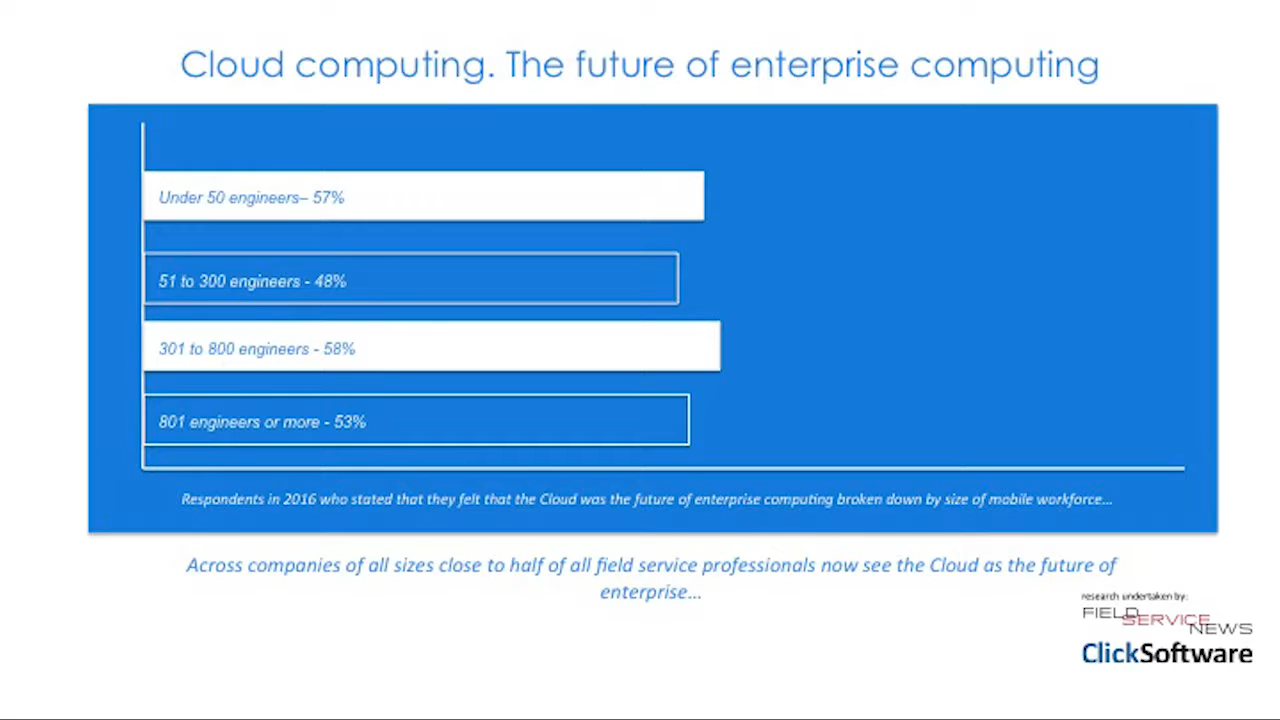 Cloud computing. The future of enterprise computing
Under 50 engineers– 57%
51 to 300 engineers - 48%
301 to 800 engineers - 58%
801 engineers or more - 53%
Respondents in 2016 who stated that they felt that the Cloud was the future of enterprise computing broken down by size of mobile workforce...
Across companies of all sizes close to half of all field service professionals now see the Cloud as the future of
enterprise...
research undertaken by:
FIELD
SERVICE
NEWS
ClickSoftware